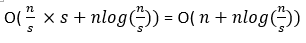 O( n/s × s + nlog(n/s)) = O( n + nlog(n/s))